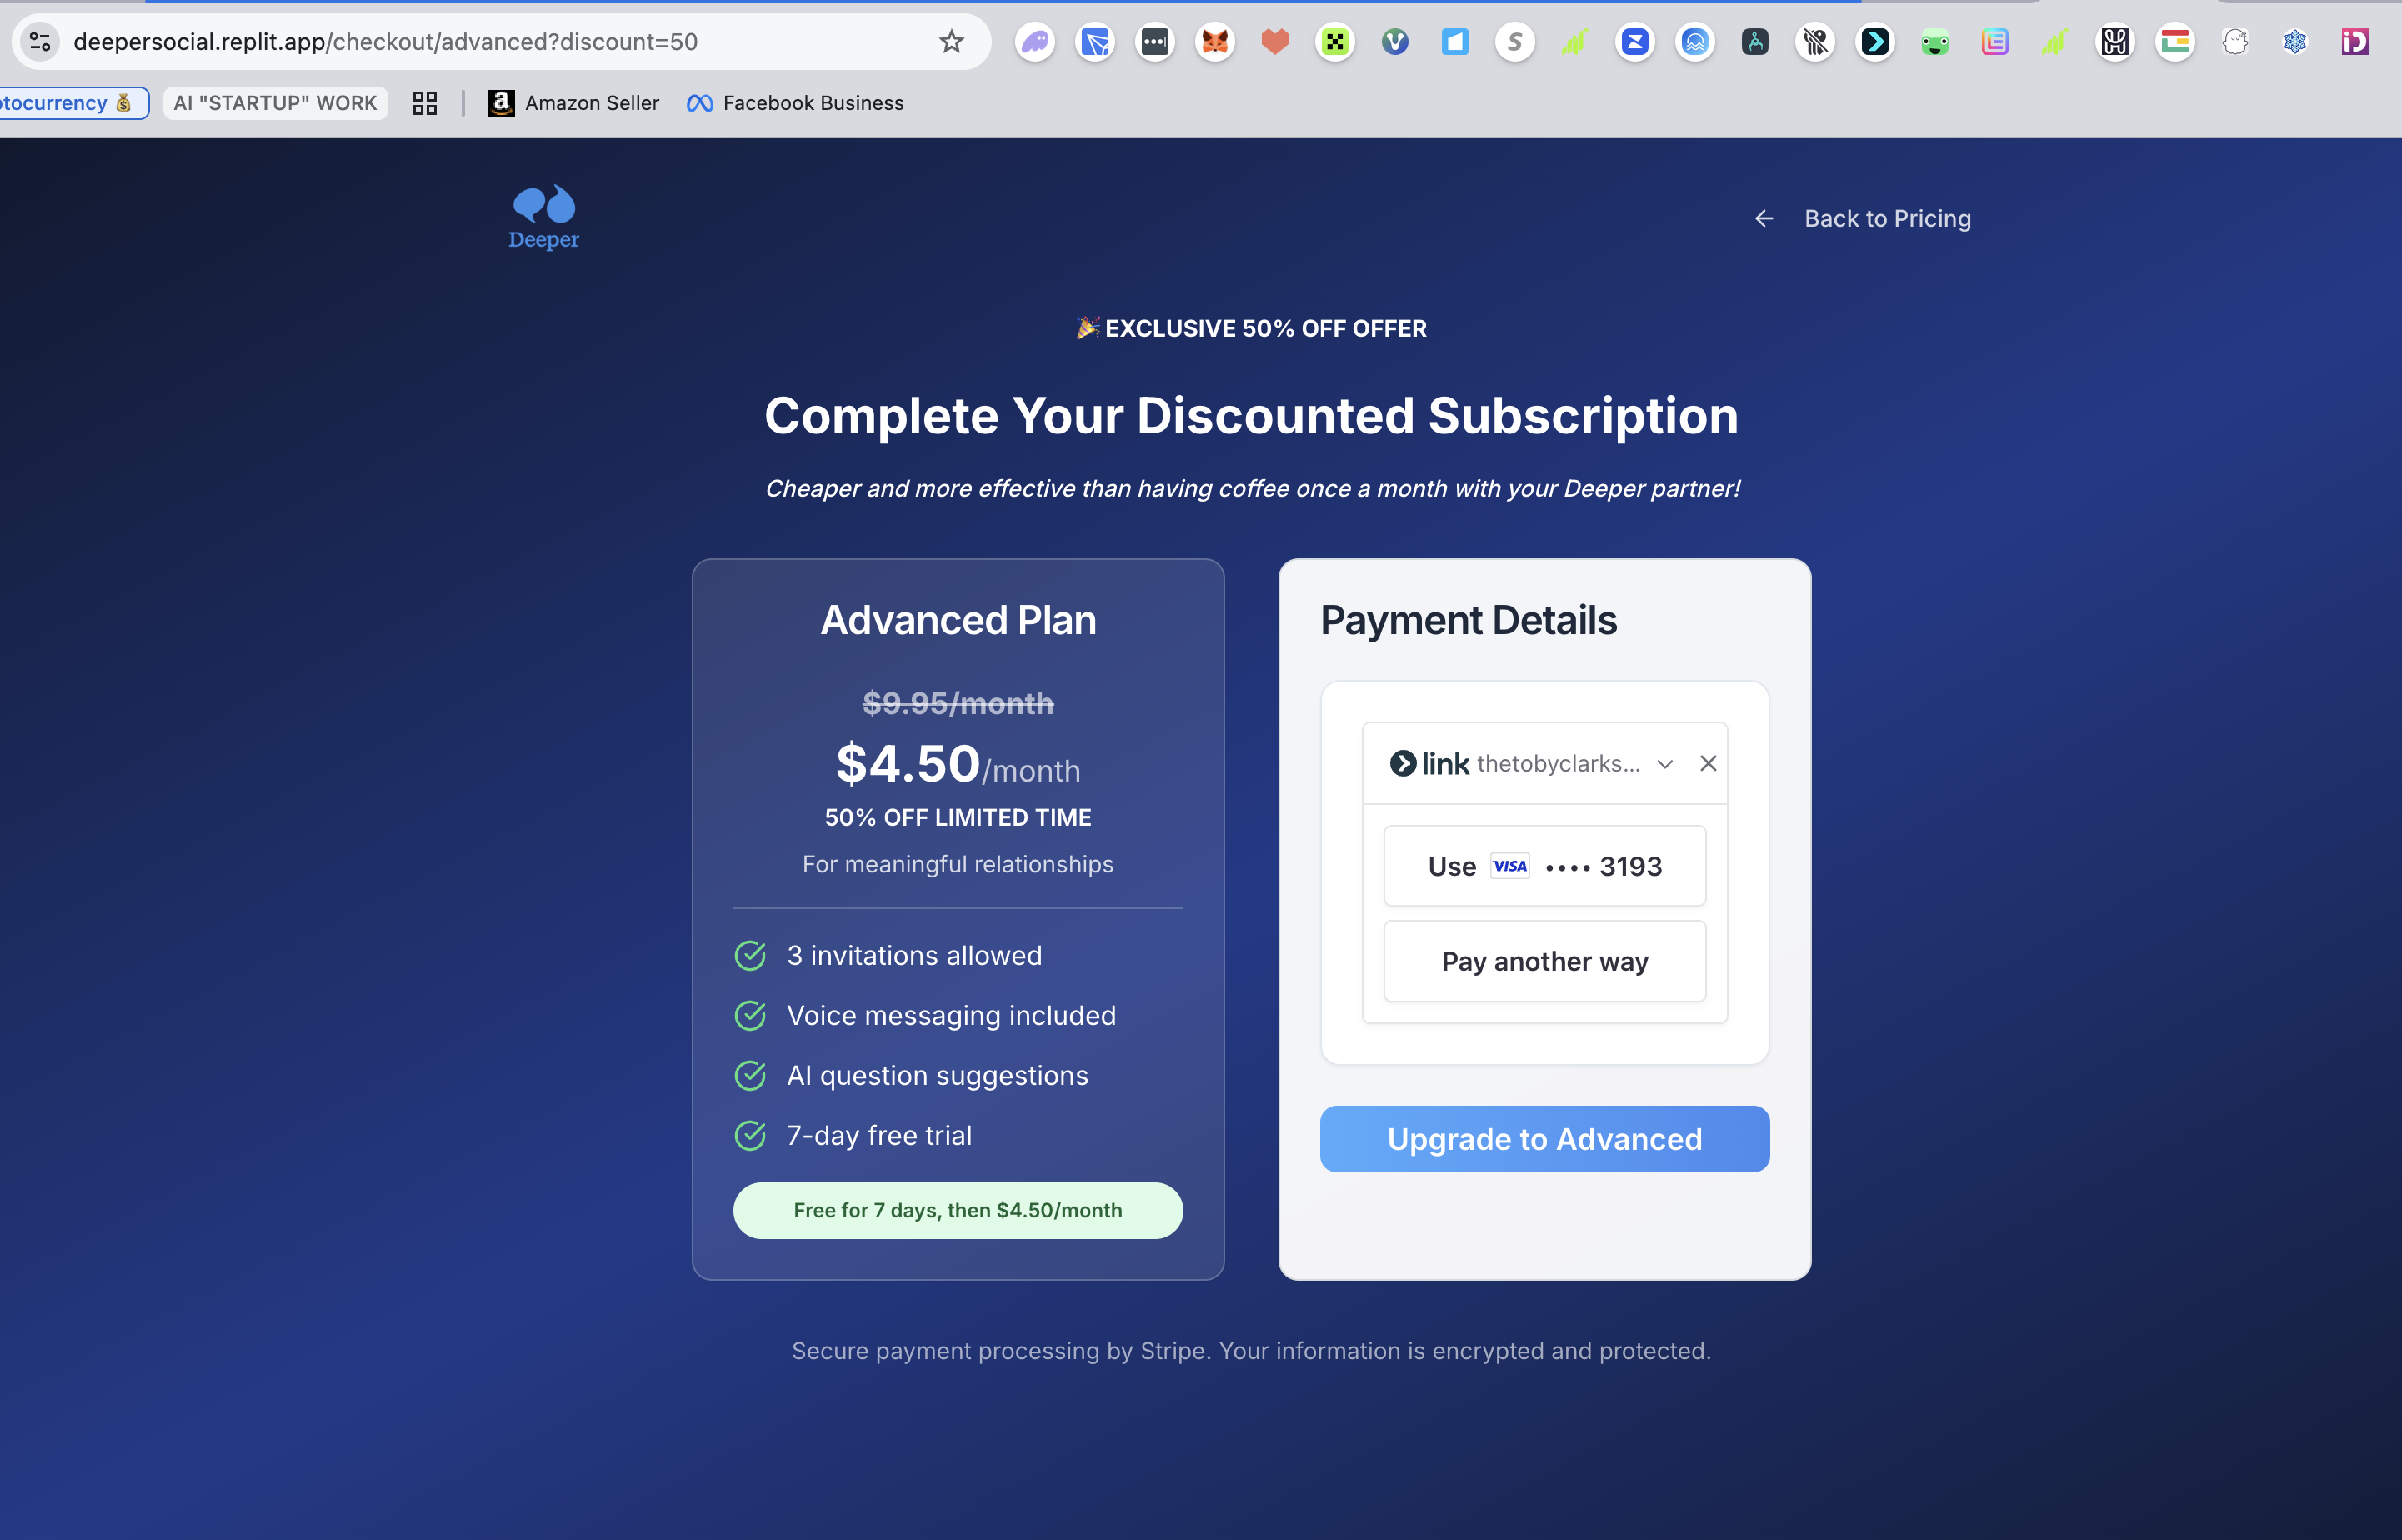 deepersocial.replit.app/checkout/advanced?discount=50
tocurrency 💰
AI "STARTUP" WORK
Amazon Seller
Facebook Business
Deeper
← Back to Pricing
🎉 EXCLUSIVE 50% OFF OFFER
Complete Your Discounted Subscription
Cheaper and more effective than having coffee once a month with your Deeper partner!
Advanced Plan
$9.95/month
$4.50/month
50% OFF LIMITED TIME
For meaningful relationships
3 invitations allowed
Voice messaging included
AI question suggestions
7-day free trial
Free for 7 days, then $4.50/month
Payment Details
link thetobyclarks...
Use VISA •••• 3193
Pay another way
Upgrade to Advanced
Secure payment processing by Stripe. Your information is encrypted and protected.